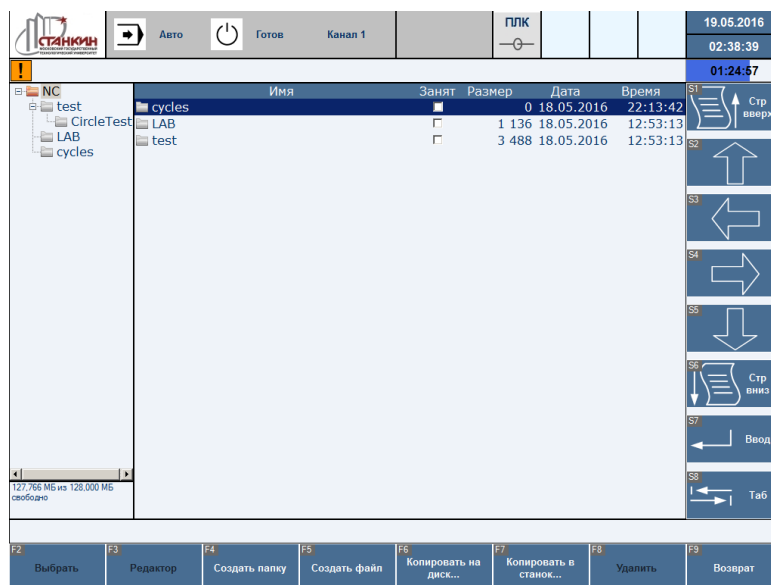 СТАНКИН
МОСКОВСКИЙ ГОСУДАРСТВЕННЫЙ
ТЕХНОЛОГИЧЕСКИЙ УНИВЕРСИТЕТ
Авто
Готов
Канал 1
ПЛК
19.05.2016
02:38:39
!
01:24:57
NC
test
CircleTest
LAB
cycles
Имя Занят Размер Дата Время
cycles 0 18.05.2016 22:13:42
LAB 1 136 18.05.2016 12:53:13
test 3 488 18.05.2016 12:53:13
127,766 МБ из 128,000 МБ
свободно
S1
Стр
вверх
S2
S3
S4
S5
S6
Стр
вниз
S7
Ввод
S8
Таб
F2
Выбрать
F3
Редактор
F4
Создать папку
F5
Создать файл
F6
Копировать на
диск...
F7
Копировать в
станок...
F8
Удалить
F9
Возврат